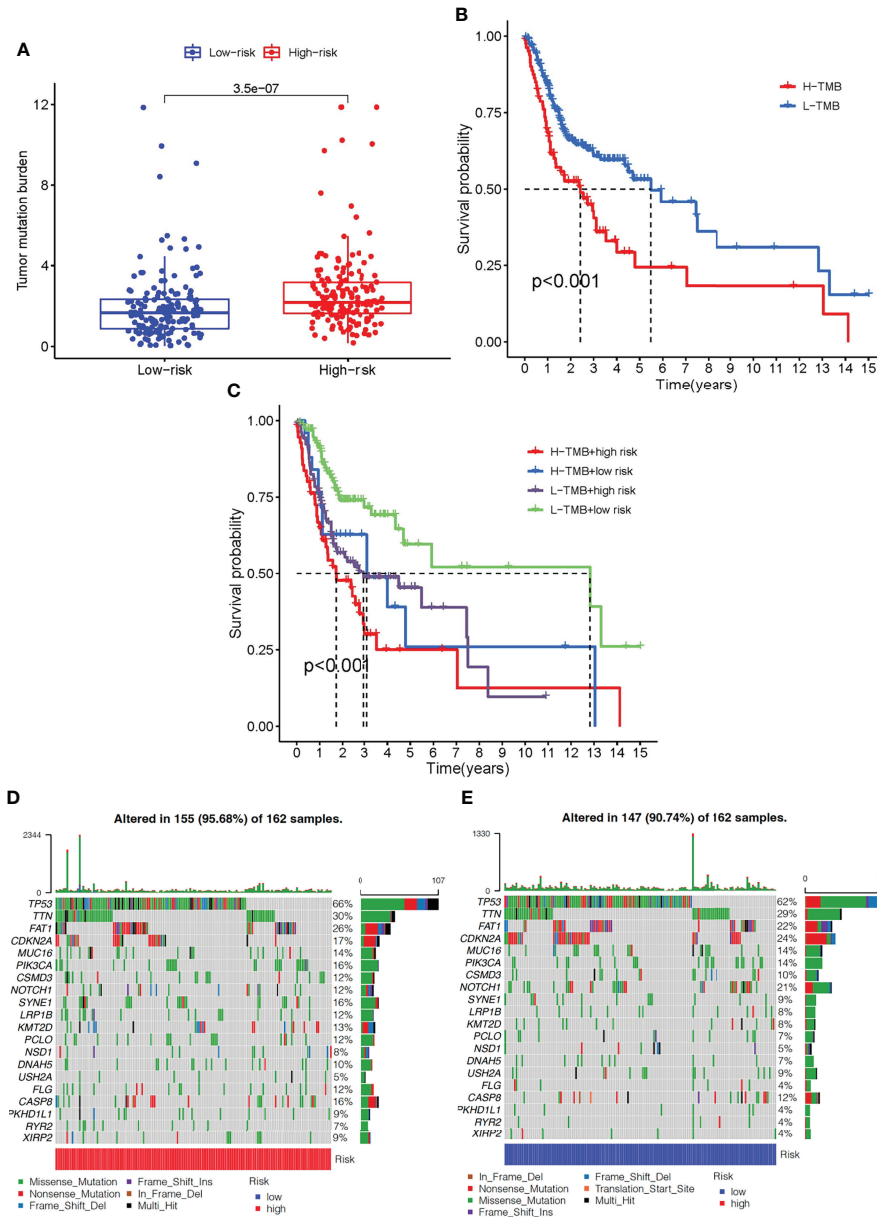 A
Low-risk High-risk
3.5e-07
Tumor mutation burden
12
8
4
0
Low-risk High-rsk
B
H-TMB
L-TMB
Survival probability
1.00
0.75
0.50
0.25
0.00
p<0.001
0 1 2 3 4 5 6 7 8 9 10 11 12 13 14 15
Time(years)
C
H-TMB+high risk
H-TMB+low risk
L-TMB+high risk
L-TMB+low risk
Survival probability
1.00
0.75
0.50
0.25
0.00
p<0.001
0 1 2 3 4 5 6 7 8 9 10 11 12 13 14 15
Time(years)
D
Altered in 155 (95.68%) of 162 samples.
2344
0
0 107
TP53 66%
TTN 30%
FAT1 26%
CDKN2A 17%
MUC16 14%
PIK3CA 16%
CSMD3 12%
NOTCH1 12%
SYNE1 16%
LRP1B 12%
KMT2D 13%
PCLO 12%
NSD1 8%
DNAH5 10%
USH2A 5%
FLG 12%
CASP8 16%
PKHD1L1 9%
RYR2 7%
XIRP2 9%
Risk
Missense_Mutation Frame_Shift_Ins Risk
Nonsense_Mutation In_Frame_Del low
Frame_Shift_Del Multi_Hit high
E
Altered in 147 (90.74%) of 162 samples.
1330
0
0
TP53 62%
TTN 29%
FAT1 22%
CDKN2A 24%
MUC16 14%
PIK3CA 14%
CSMD3 10%
NOTCH1 21%
SYNE1 9%
LRP1B 8%
KMT2D 8%
PCLO 7%
NSD1 5%
DNAH5 7%
USH2A 9%
FLG 4%
CASP8 12%
PKHD1L1 4%
RYR2 4%
XIRP2 4%
Risk
In_Frame_Del Frame_Shift_Del Risk
Nonsense_Mutation Translation_Start_Site low
Missense_Mutation Multi_Hit high
Frame_Shift_Ins